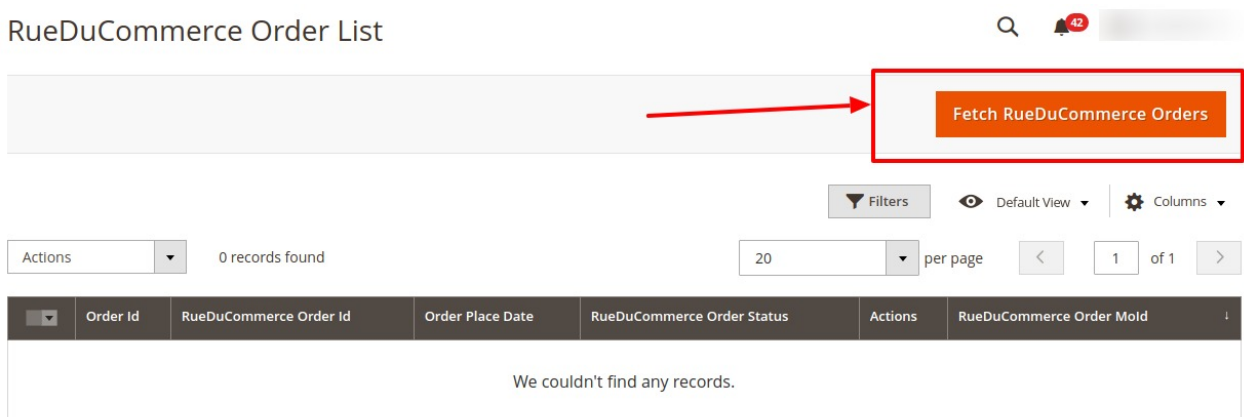 RueDuCommerce Order List
42
Fetch RueDuCommerce Orders
Filters Default View Columns
Actions 0 records found 20 per page 1 of 1
Order Id RueDuCommerce Order Id Order Place Date RueDuCommerce Order Status Actions RueDuCommerce Order MoId
We couldn't find any records.